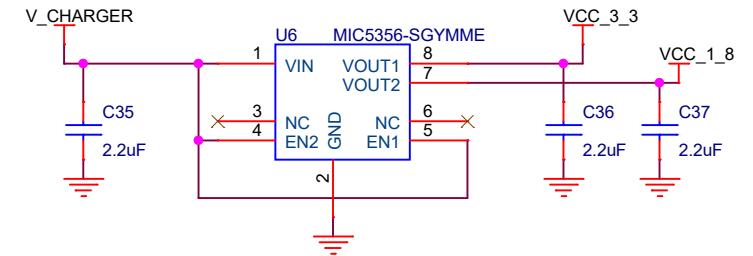 V_CHARGER
U6 MIC5356-SGYMME
VCC_3_3
VCC_1_8
1 VIN VOUT1 8
VOUT2 7
3 NC NC 6
4 EN2 EN1 5
GND
2
C35
2.2uF
C36
2.2uF
C37
2.2uF